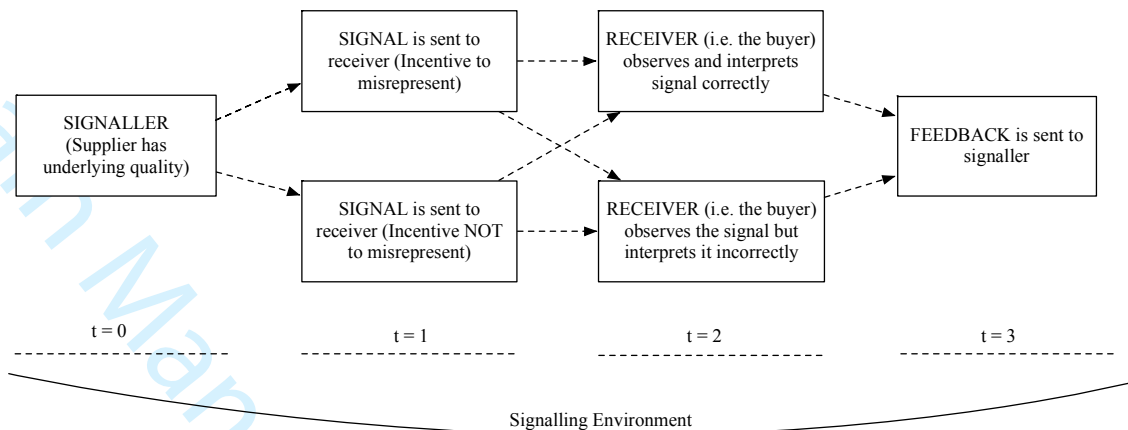 SIGNALLER
(Supplier has
underlying quality)
SIGNAL is sent to
receiver (Incentive to
misrepresent)
SIGNAL is sent to
receiver (Incentive NOT
to misrepresent)
RECEIVER (i.e. the buyer)
observes and interprets
signal correctly
RECEIVER (i.e. the buyer)
observes the signal but
interprets it incorrectly
FEEDBACK is sent to
signaller
t = 0
t = 1
t = 2
t = 3
Signalling Environment